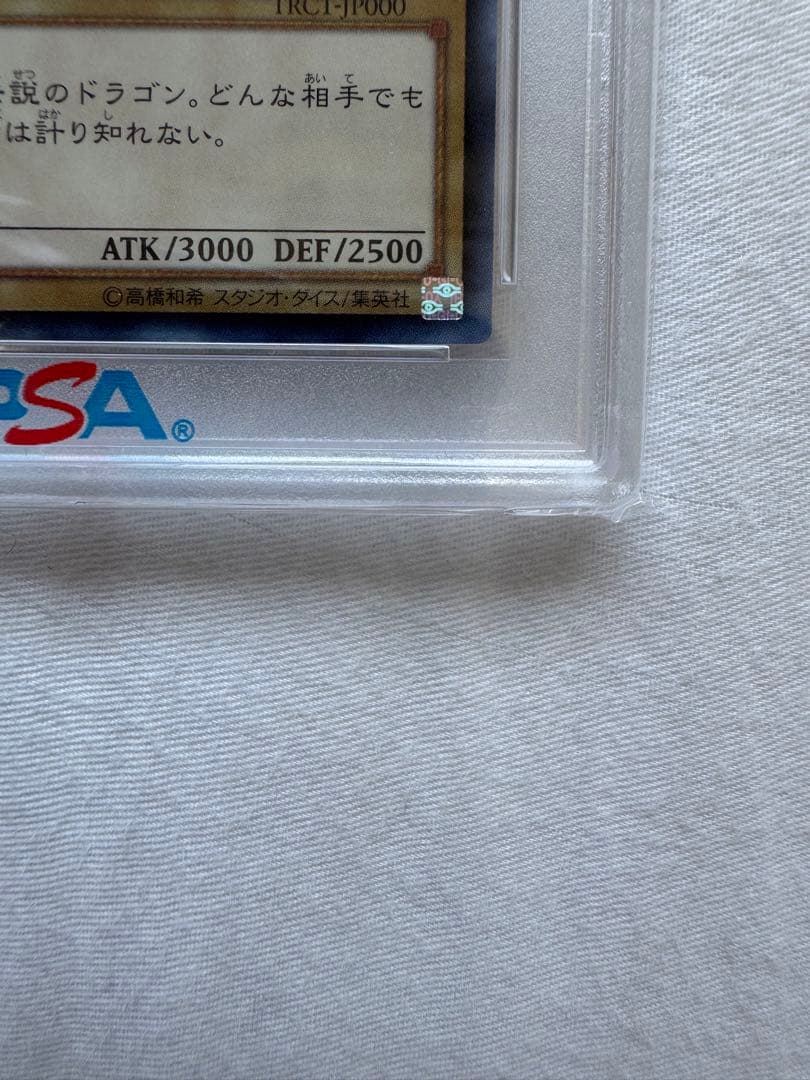 TRCT-JP000
説のドラゴン。どんな相手でも
は計り知れない。
ATK/3000 DEF/2500
©高橋和希 スタジオ・ダイス/集英社
PSA®